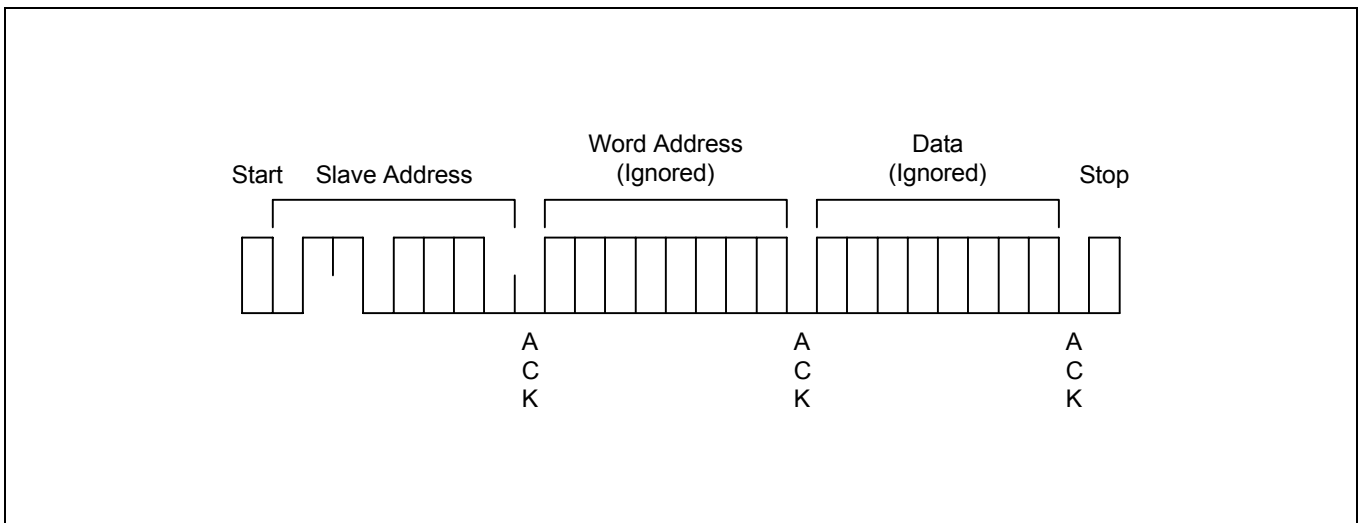 Word Address
Data
Start
Slave Address
(Ignored)
(Ignored)
Stop
A
C
K
A
C
K
A
C
K